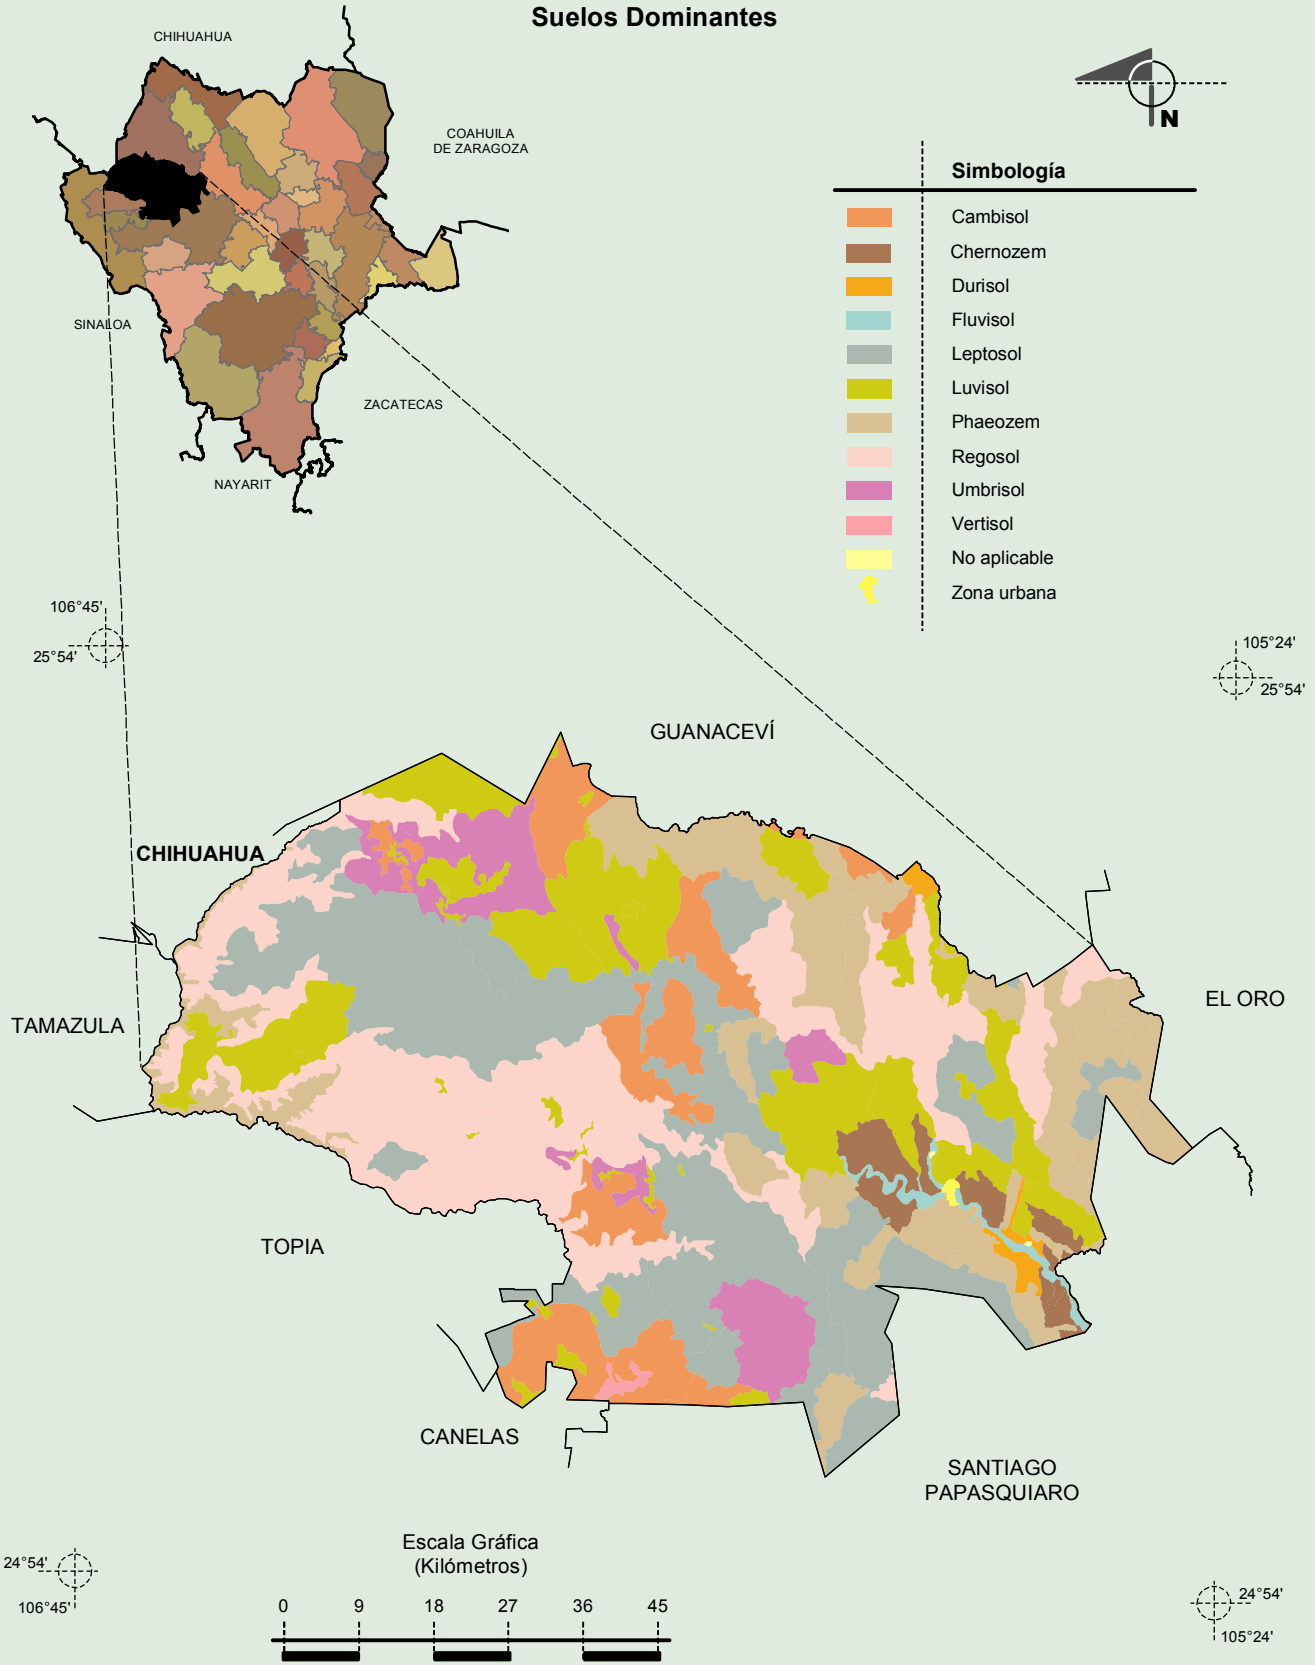 Suelos Dominantes
CHIHUAHUA
COAHUILA
DE ZARAGOZA
SINALOA
ZACATECAS
NAYARIT
N
Simbología
Cambisol
Chernozem
Durisol
Fluvisol
Leptosol
Luvisol
Phaeozem
Regosol
Umbrisol
Vertisol
No aplicable
Zona urbana
106°45'
25°54'
105°24'
25°54'
GUANACEVÍ
CHIHUAHUA
TAMAZULA
EL ORO
TOPIA
CANELAS
SANTIAGO
PAPASQUIARO
Escala Gráfica
(Kilómetros)
0 9 18 27 36 45
24°54'
106°45'
24°54'
105°24'